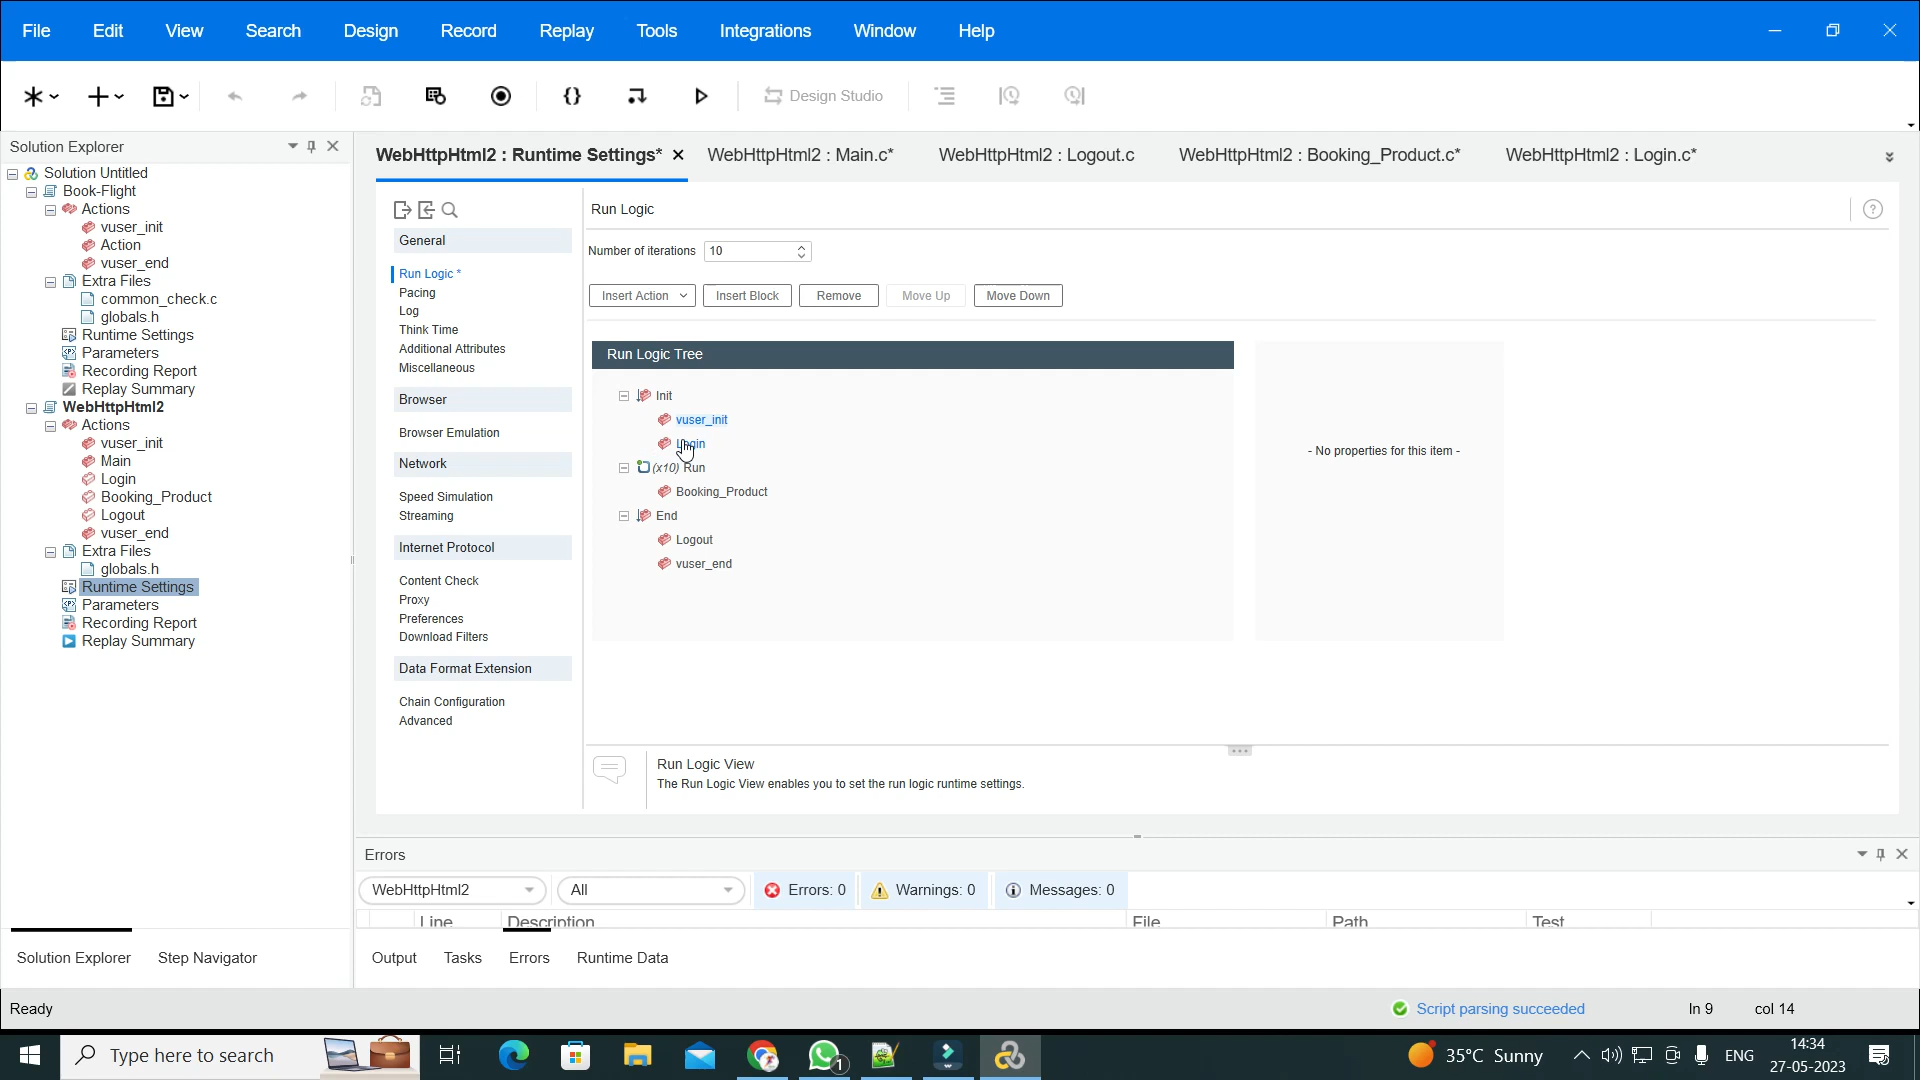 File Edit View Search Design Record Replay Tools Integrations Window Help
Design Studio
Solution Explorer
Solution Untitled
Book-Flight
Actions
vuser_init
Action
vuser_end
Extra Files
common_check.c
globals.h
Runtime Settings
Parameters
Recording Report
Replay Summary
WebHttpHtml2
Actions
vuser_init
Main
Login
Booking_Product
Logout
vuser_end
Extra Files
globals.h
Runtime Settings
Parameters
Recording Report
Replay Summary
Solution Explorer Step Navigator
WebHttpHtml2 : Runtime Settings* WebHttpHtml2 : Main.c* WebHttpHtml2 : Logout.c WebHttpHtml2 : Booking_Product.c* WebHttpHtml2 : Login.c*
General
Run Logic *
Pacing
Log
Think Time
Additional Attributes
Miscellaneous
Browser
Browser Emulation
Network
Speed Simulation
Streaming
Internet Protocol
Content Check
Proxy
Preferences
Download Filters
Data Format Extension
Chain Configuration
Advanced
Run Logic
?
Number of iterations 10
Insert Action Insert Block Remove Move Up Move Down
Run Logic Tree
Init
vuser_init
Login
(x10) Run
Booking_Product
End
Logout
vuser_end
- No properties for this item -
Run Logic View
The Run Logic View enables you to set the run logic runtime settings.
Errors
WebHttpHtml2 All Errors: 0 Warnings: 0 Messages: 0
Line Description File Path Test
Output Tasks Errors Runtime Data
Ready Script parsing succeeded ln 9 col 14
Type here to search 1 35°C Sunny ENG 14:34
27-05-2023